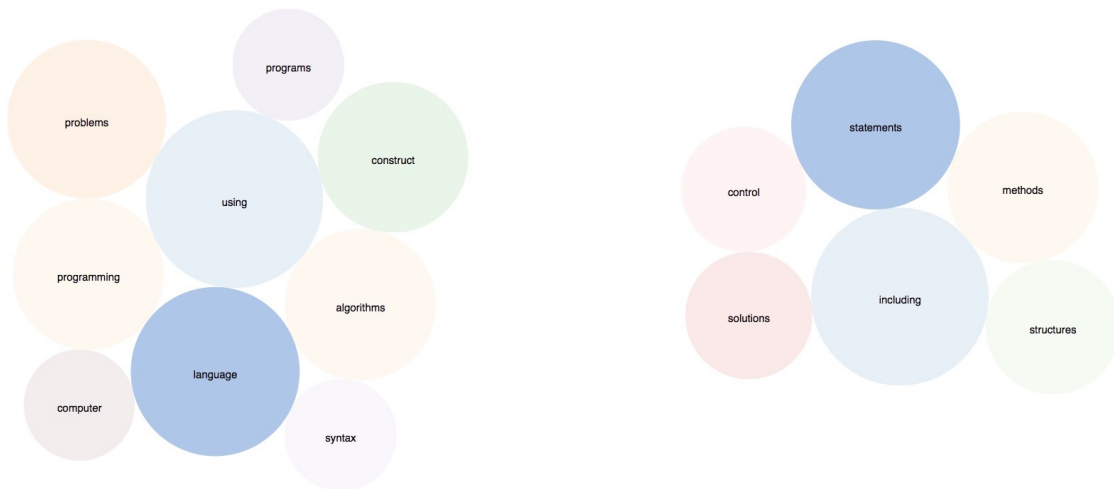 programs
problems
construct
using
programming
algorithms
language
computer
syntax
statements
control
methods
including
solutions
structures